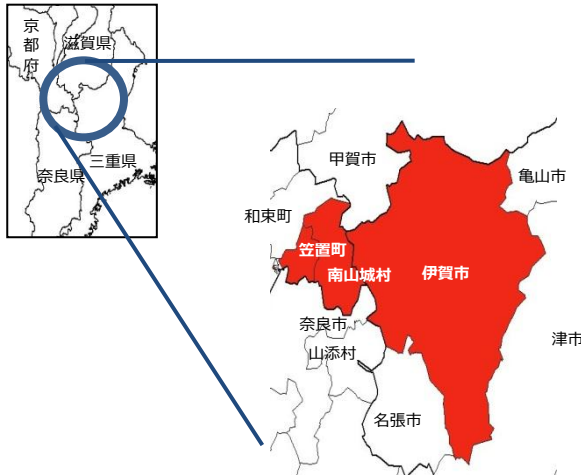 京都府
滋賀県
三重県
奈良県
甲賀市
亀山市
和束町
笠置町
南山城村
伊賀市
奈良市
津市
山添村
名張市